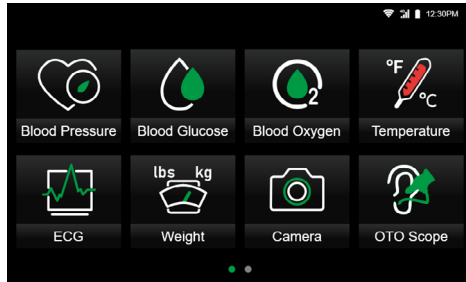 12:30PM
°F
°C
2
Blood Pressure
Blood Glucose
Blood Oxygen
Temperature
lbs kg
ECG
Weight
Camera
OTO Scope